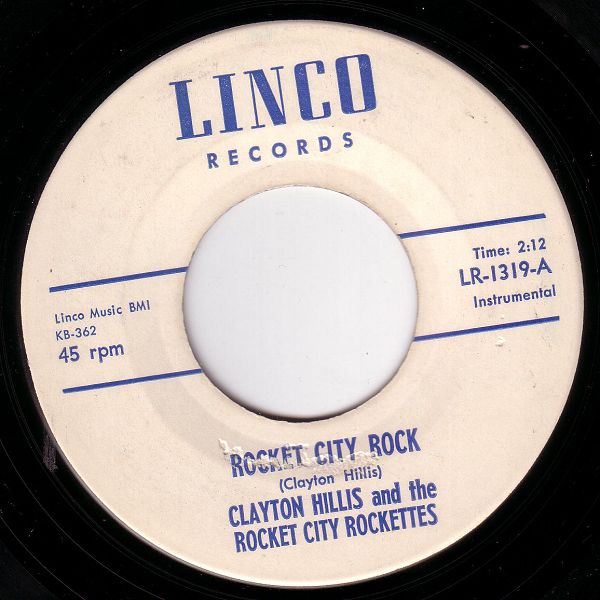 LINCO
RECORDS
Time: 2:12
LR-1319-A
Instrumental
Linco Music BMI
KB-362
45 rpm
ROCKET CITY ROCK
(Clayton Hillis)
CLAYTON HILLIS and the
ROCKET CITY ROCKETTES